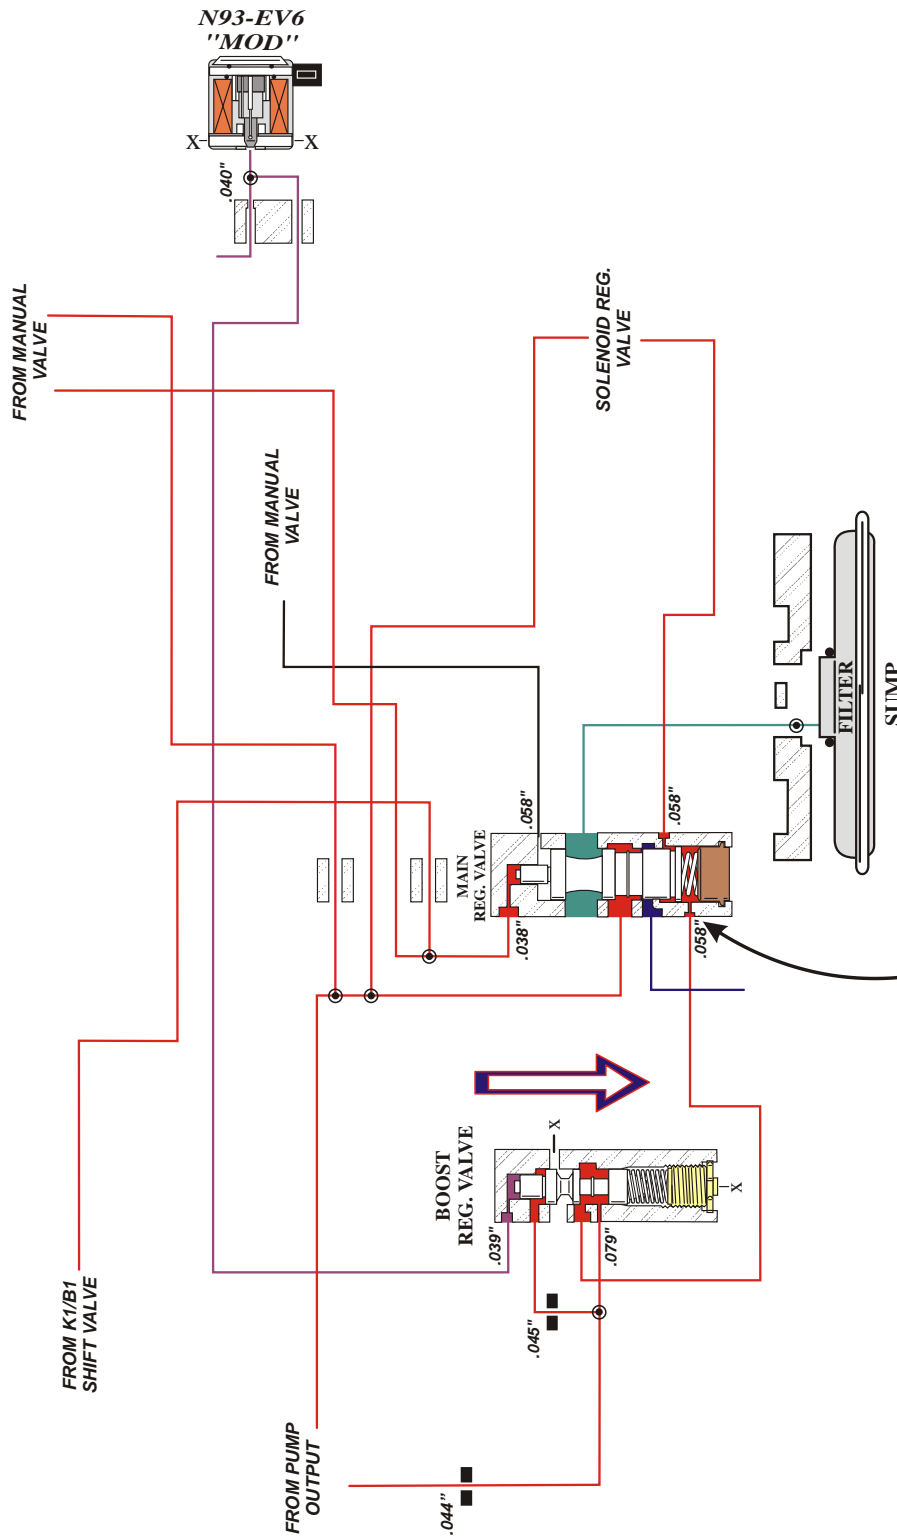 N93-EV6
"MOD"
X
X
.040"
FROM MANUAL
VALVE
SOLENOID REG.
VALVE
FROM MANUAL
VALVE
FILTER
SUMP
.058"
.058"
MAIN
REG. VALVE
.038"
.058"
BOOST
REG. VALVE
X
X
.039"
.079"
.045"
FROM K1/B1
SHIFT VALVE
FROM PUMP
OUTPUT
.044"